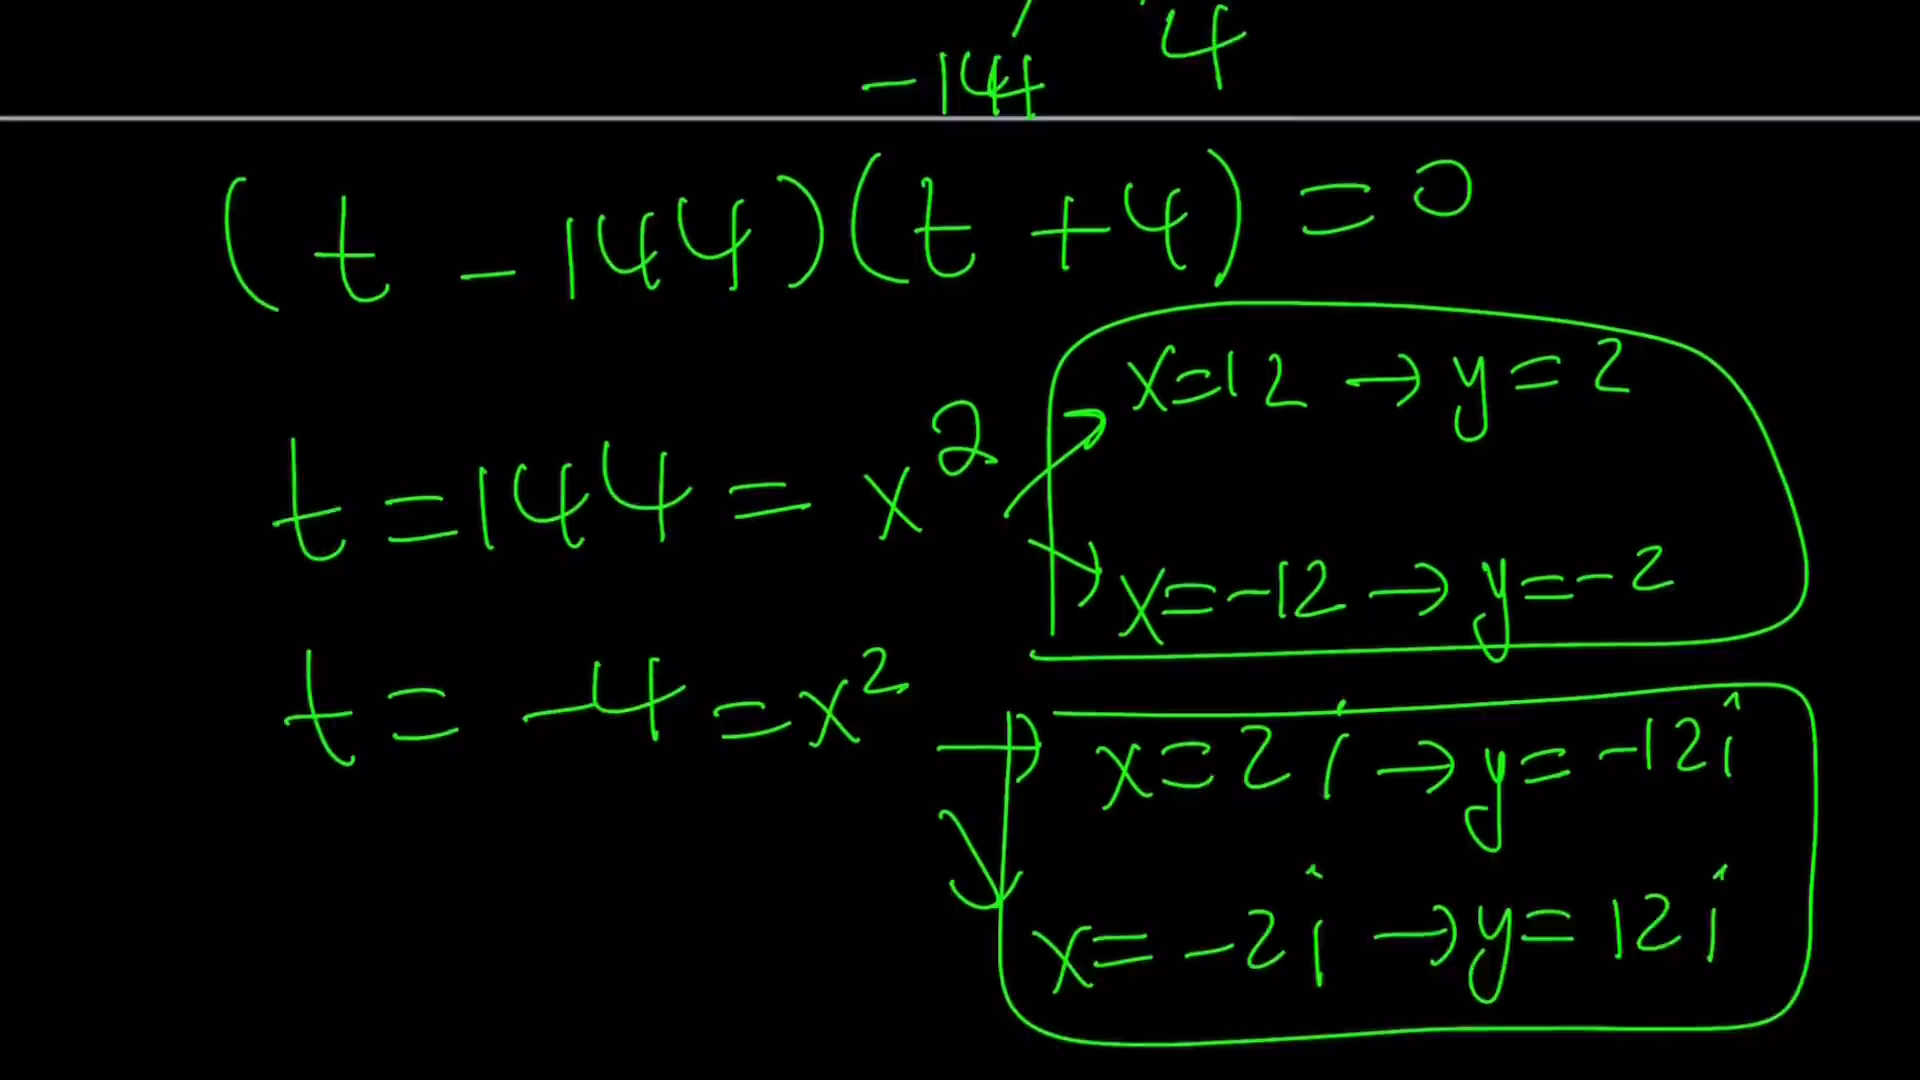 -144 4
(t - 144)(t + 4) = 0
x = 12 → y = 2
t = 144 = x²
x = -12 → y = -2
t = -4 = x²
x = 2i → y = -12i
x = -2i → y = 12i